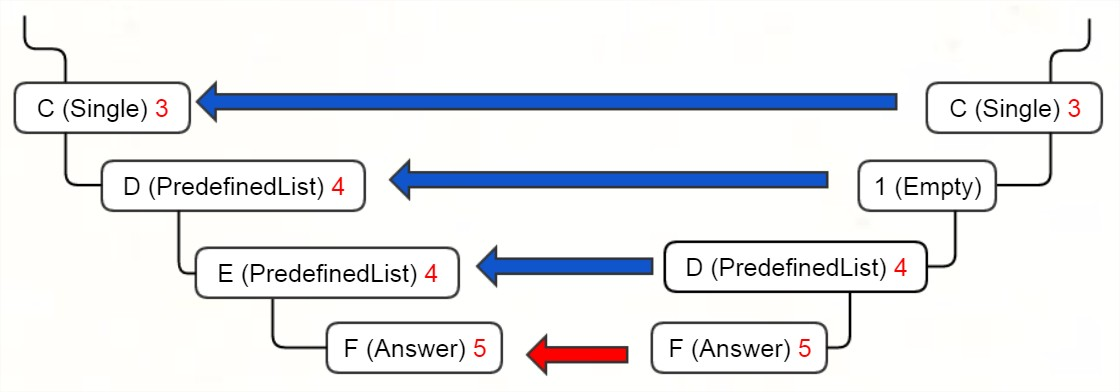 C (Single) 3
C (Single) 3
D (PredefinedList) 4
1 (Empty)
E (PredefinedList) 4
D (PredefinedList) 4
F (Answer) 5
F (Answer) 5